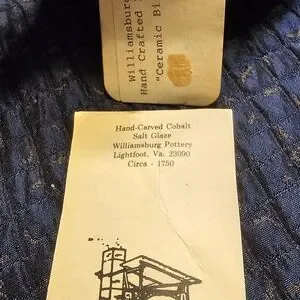 Williamsburg
Hand Crafted
"Ceramic Bi
Hand-Carved Cobalt
Salt Glaze
Williamsburg Pottery
Lightfoot, Va. 23090
Circa - 1750